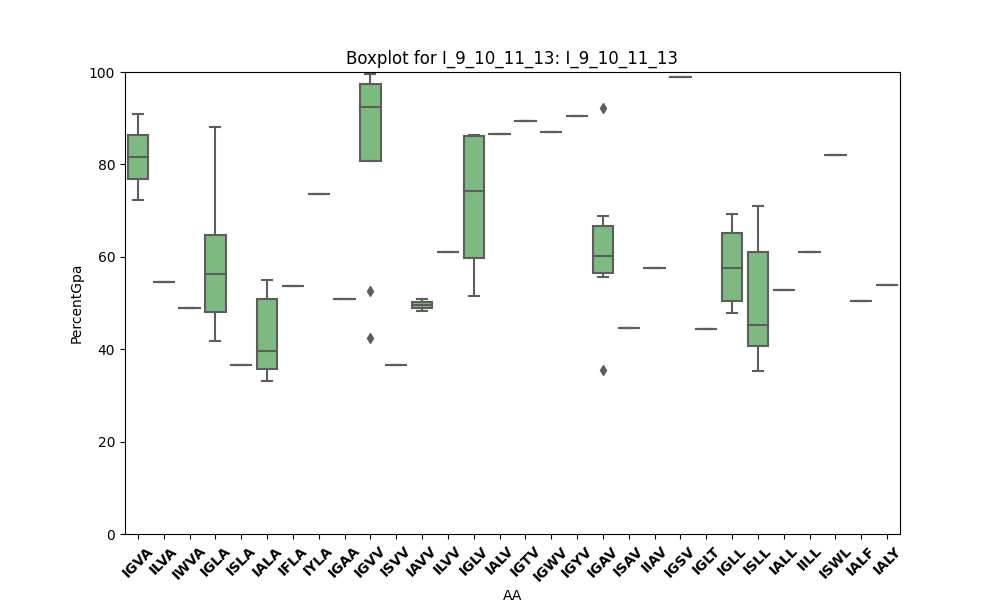 Boxplot for I_9_10_11_13: I_9_10_11_13
100
80
60
40
20
0
PercentGpa
IGVA ILVA IWVA IGLA ISLA IALA IFLA IYLA IGAA IGVV ISVV IAVV ILVV IGLV IALV IGTV IGWV IGYV IGAV ISAV IIAV IGSV IGLT IGLL ISLL IALL IILL ISWL IALF IALY
AA